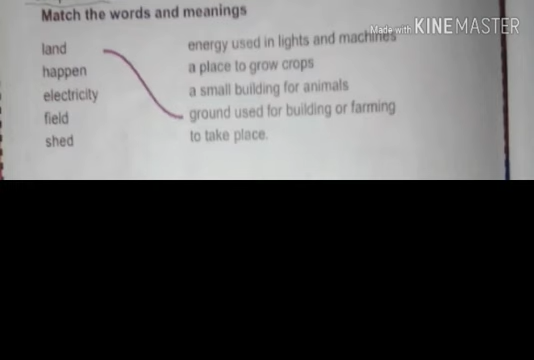 Match the words and meanings
Made with KINEMASTER
land energy used in lights and machines
happen a place to grow crops
electricity a small building for animals
field ground used for building or farming
shed to take place.